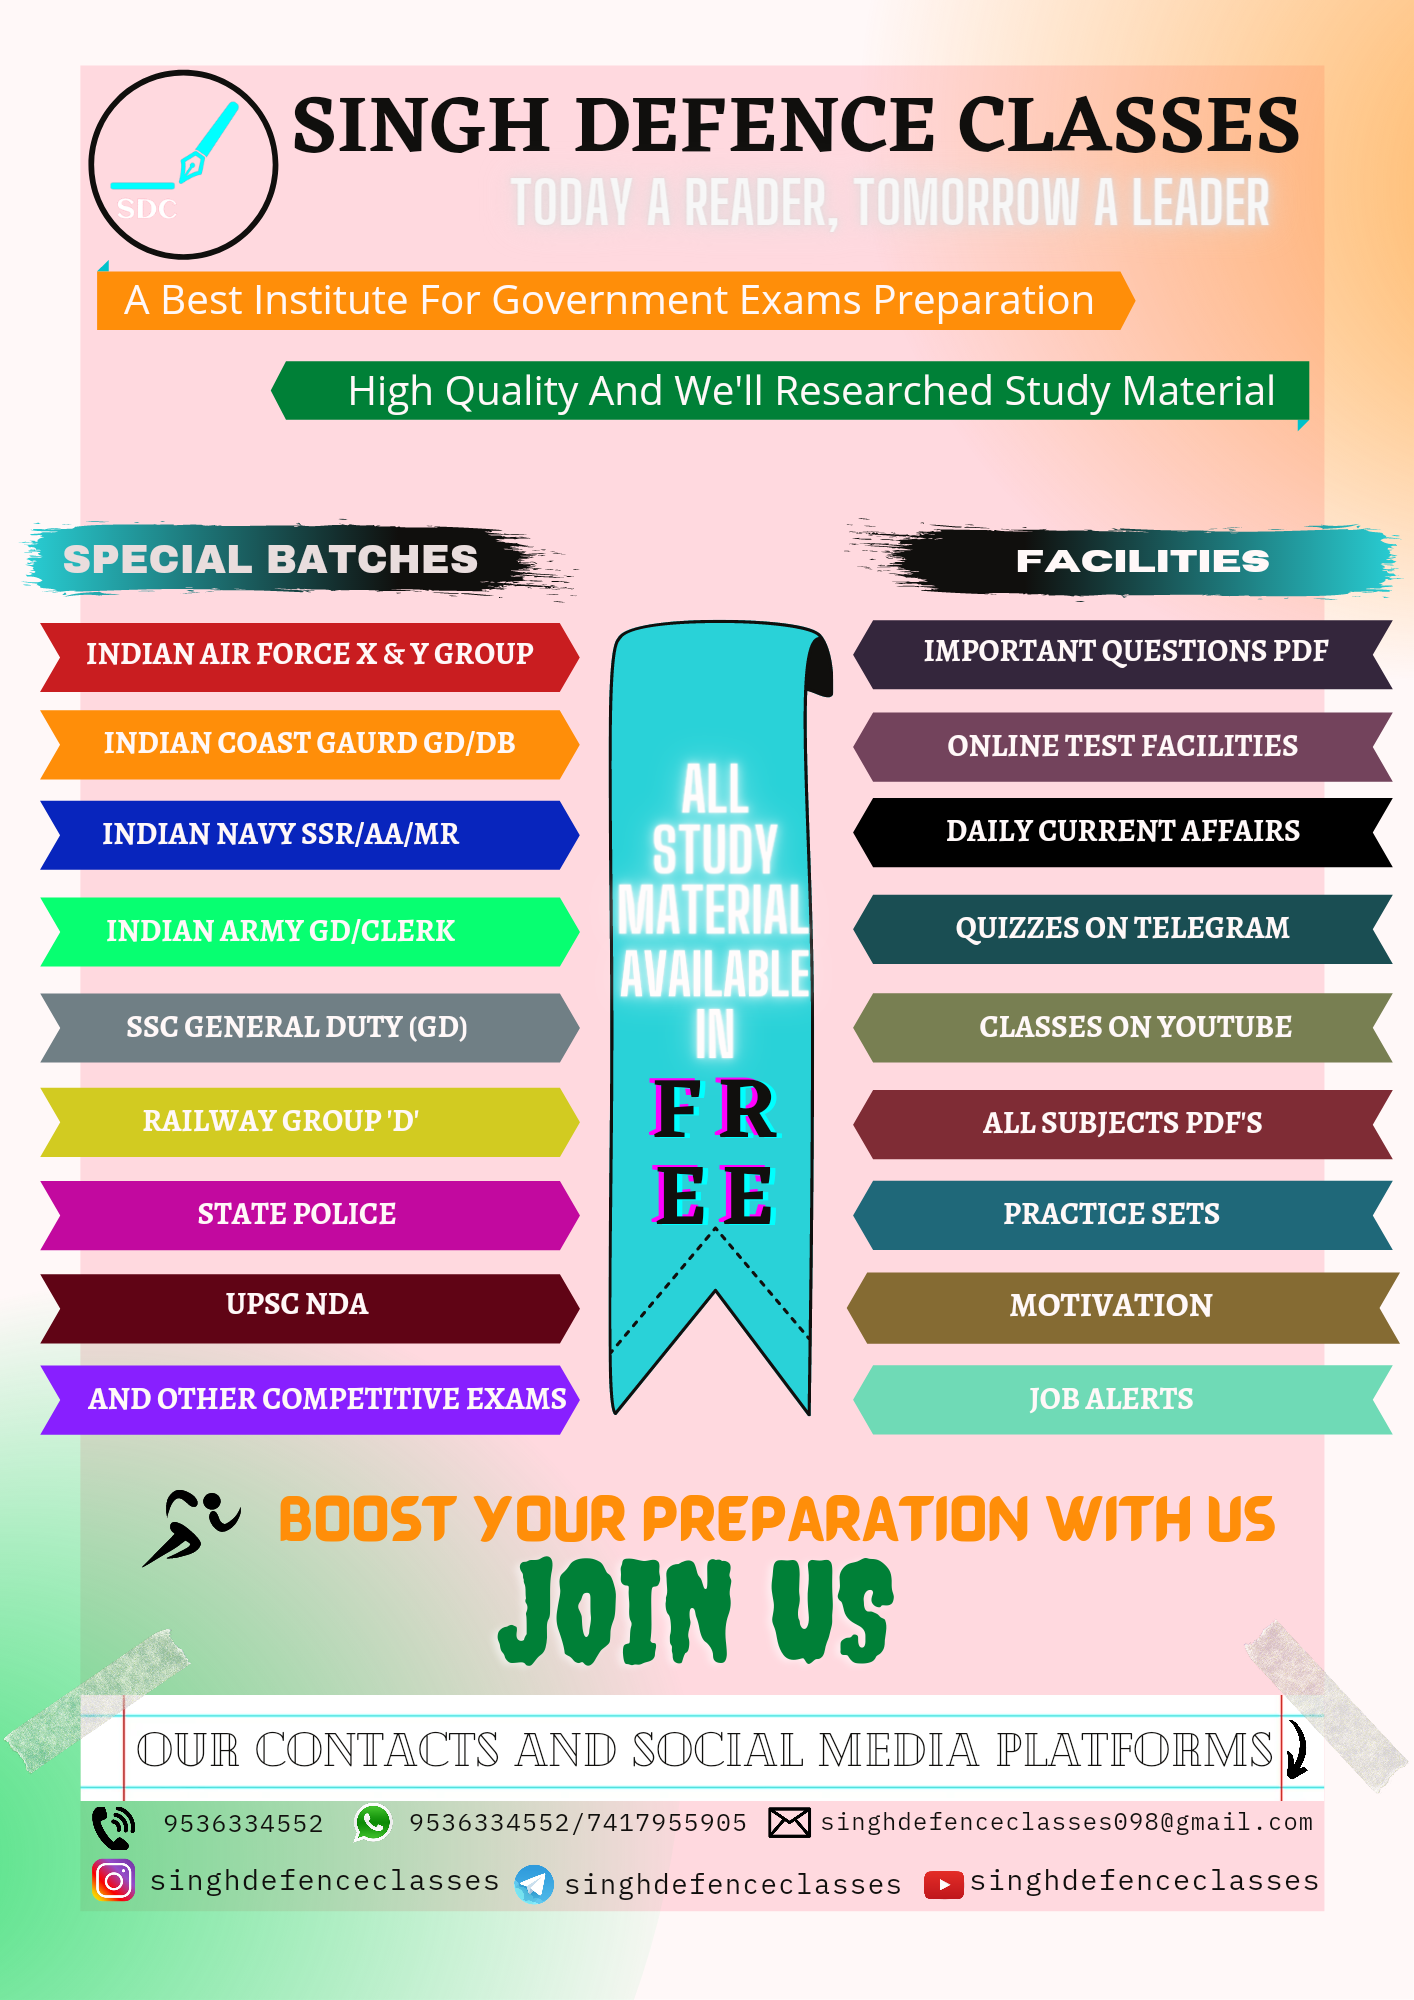 SDC
SINGH DEFENCE CLASSES
TODAY A READER, TOMORROW A LEADER
A Best Institute For Government Exams Preparation
High Quality And We'll Researched Study Material
SPECIAL BATCHES
INDIAN AIR FORCE X & Y GROUP
INDIAN COAST GAURD GD/DB
INDIAN NAVY SSR/AA/MR
INDIAN ARMY GD/CLERK
SSC GENERAL DUTY (GD)
RAILWAY GROUP 'D'
STATE POLICE
UPSC NDA
AND OTHER COMPETITIVE EXAMS
ALL
STUDY
MATERIAL
AVAILABLE
IN
FR
EE
FACILITIES
IMPORTANT QUESTIONS PDF
ONLINE TEST FACILITIES
DAILY CURRENT AFFAIRS
QUIZZES ON TELEGRAM
CLASSES ON YOUTUBE
ALL SUBJECTS PDF'S
PRACTICE SETS
MOTIVATION
JOB ALERTS
BOOST YOUR PREPARATION WITH US
JOIN US
OUR CONTACTS AND SOCIAL MEDIA PLATFORMS
9536334552 9536334552/7417955905 singhdefenceclasses098@gmail.com
singhdefenceclasses singhdefenceclasses singhdefenceclasses